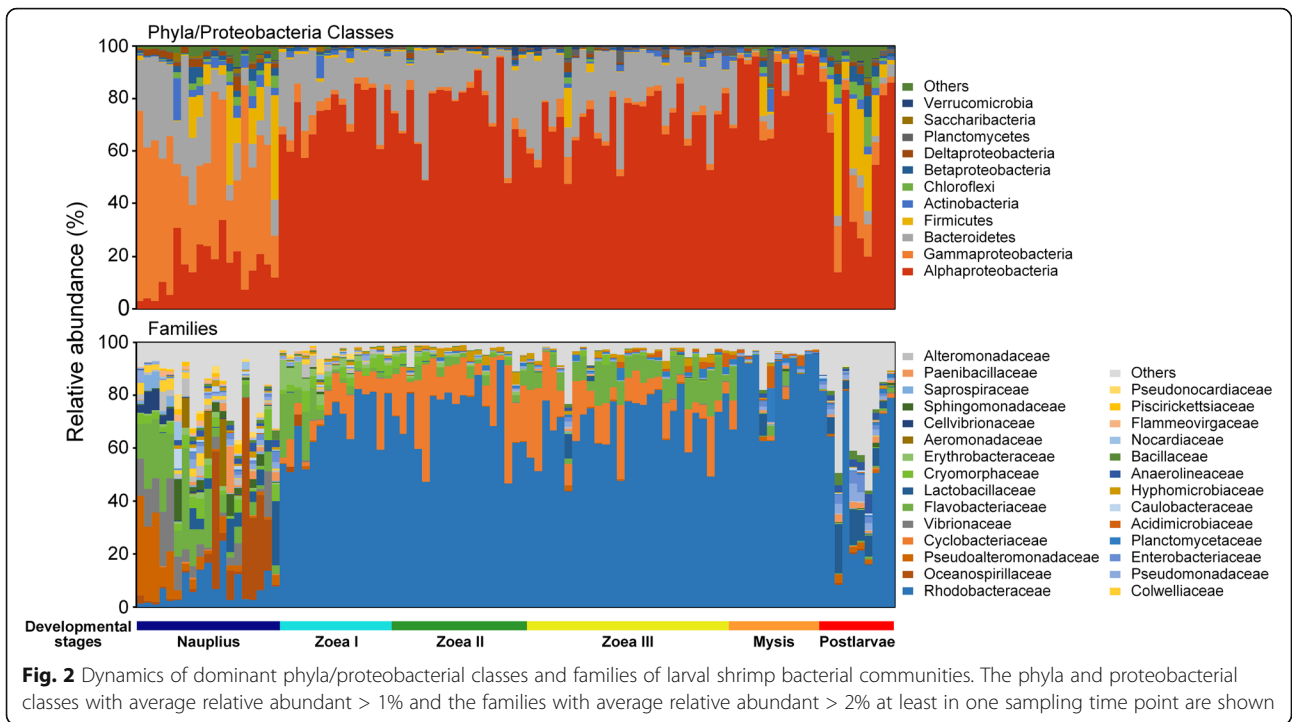 Phyla/Proteobacteria Classes
100
80
60
40
20
0
Others
Verrucomicrobia
Saccharibacteria
Planctomycetes
Deltaproteobacteria
Betaproteobacteria
Chloroflexi
Actinobacteria
Firmicutes
Bacteroidetes
Gammaproteobacteria
Alphaproteobacteria
Relative abundance (%)
Families
100
80
60
40
20
0
Alteromonadaceae
Paenibacillaceae
Saprospiraceae
Sphingomonadaceae
Cellvibrionaceae
Aeromonadaceae
Erythrobacteraceae
Cryomorphaceae
Lactobacillaceae
Flavobacteriaceae
Vibrionaceae
Cyclobacteriaceae
Pseudoalteromonadaceae
Oceanospirillaceae
Rhodobacteraceae
Others
Pseudonocardiaceae
Piscirickettsiaceae
Flammeovirgaceae
Nocardiaceae
Bacillaceae
Anaerolineaceae
Hyphomicrobiaceae
Caulobacteraceae
Acidimicrobiaceae
Planctomycetaceae
Enterobacteriaceae
Pseudomonadaceae
Colwelliaceae
Developmental
stages
Nauplius
Zoea I
Zoea II
Zoea III
Mysis
Postlarvae
Fig. 2 Dynamics of dominant phyla/proteobacterial classes and families of larval shrimp bacterial communities. The phyla and proteobacterial
classes with average relative abundant > 1% and the families with average relative abundant > 2% at least in one sampling time point are shown